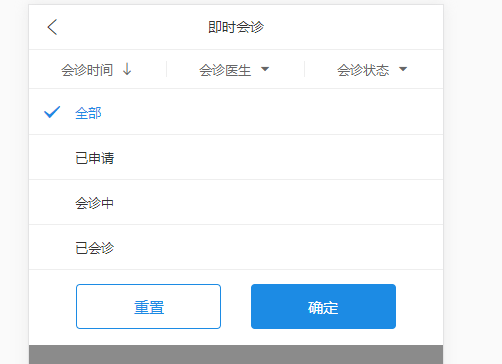 即时会诊
会诊时间 ↓ 会诊医生 会诊状态
全部
已申请
会诊中
已会诊
重置 确定